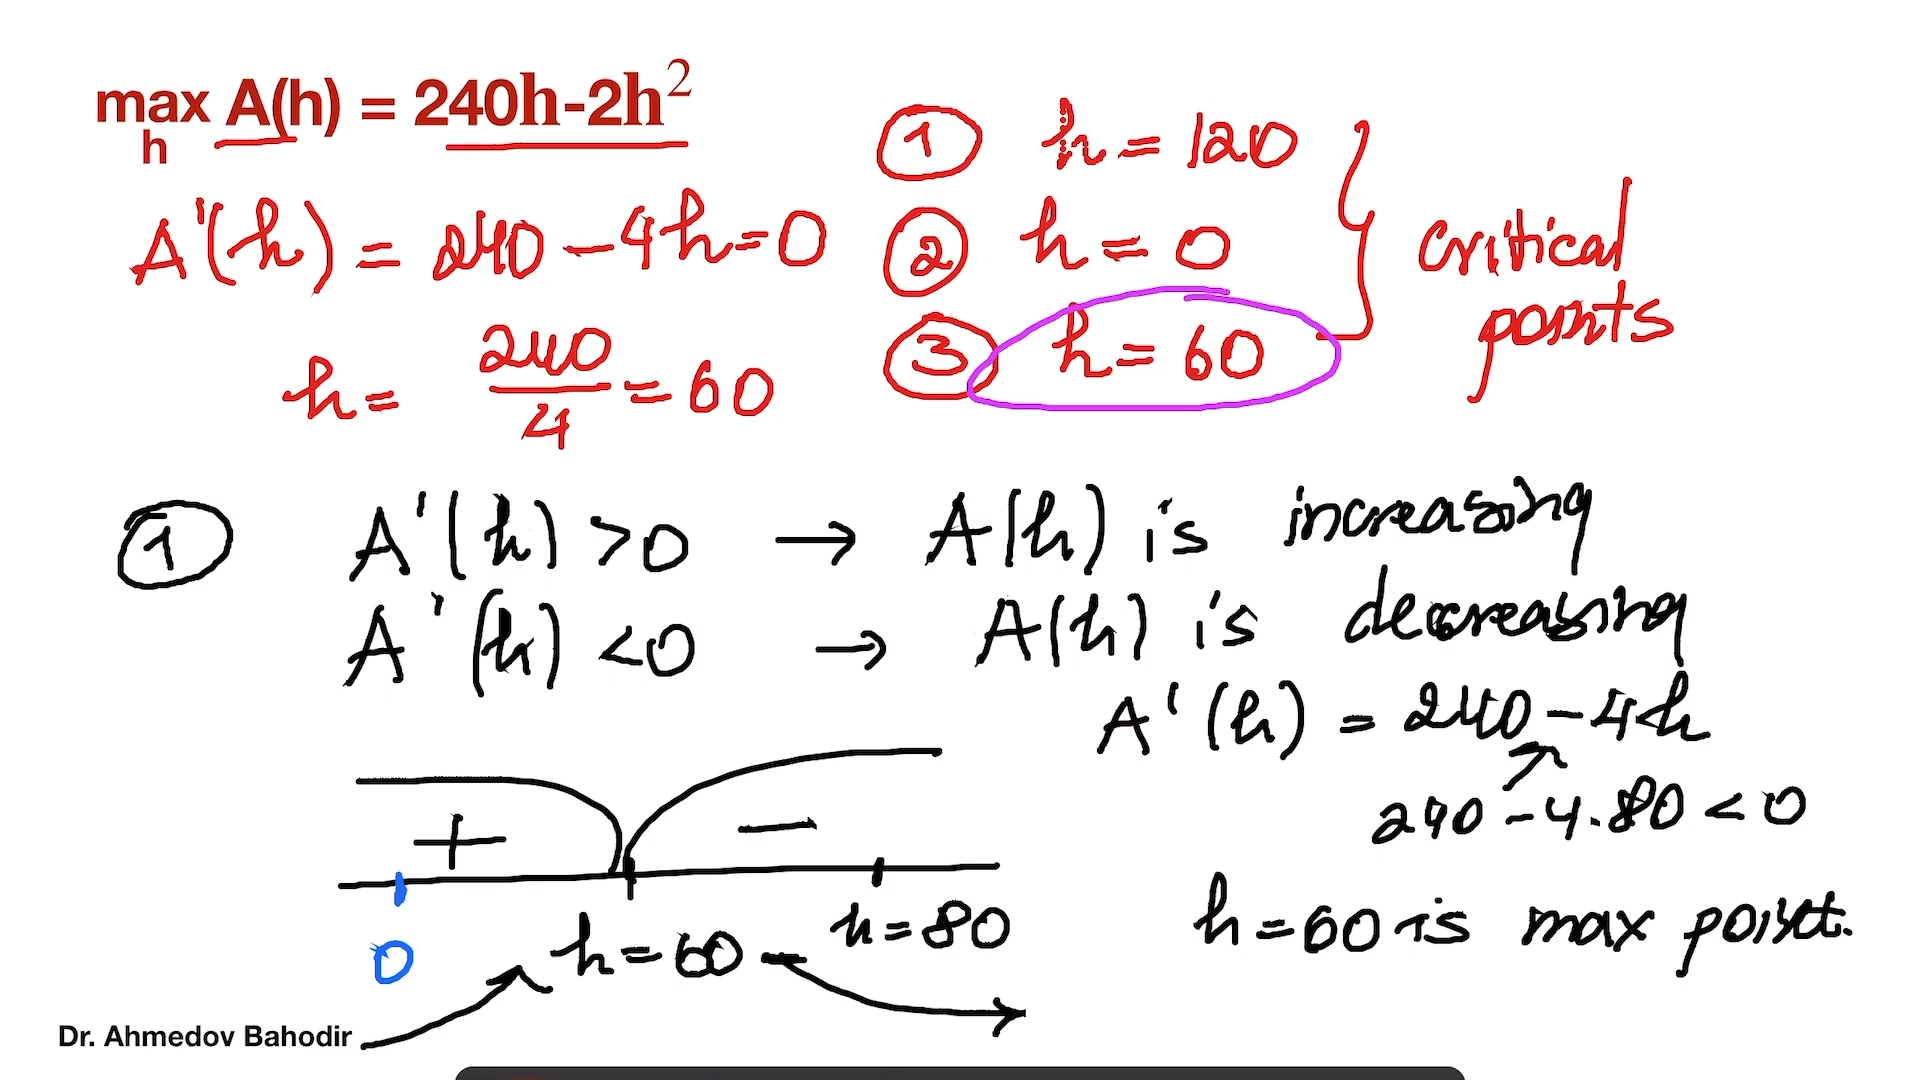 max A(h) = 240h-2h²
h
A'(h) = 240 - 4h = 0
h = 240/4 = 60
① h = 120
② h = 0
③ h = 60
critical
points
① A'(h) > 0 → A(h) is increasing
A'(h) < 0 → A(h) is decreasing
A'(h) = 240 - 4h
240 - 4·80 < 0
+ −
0 h = 60 h = 80
h = 60 is max point.
Dr. Ahmedov Bahodir